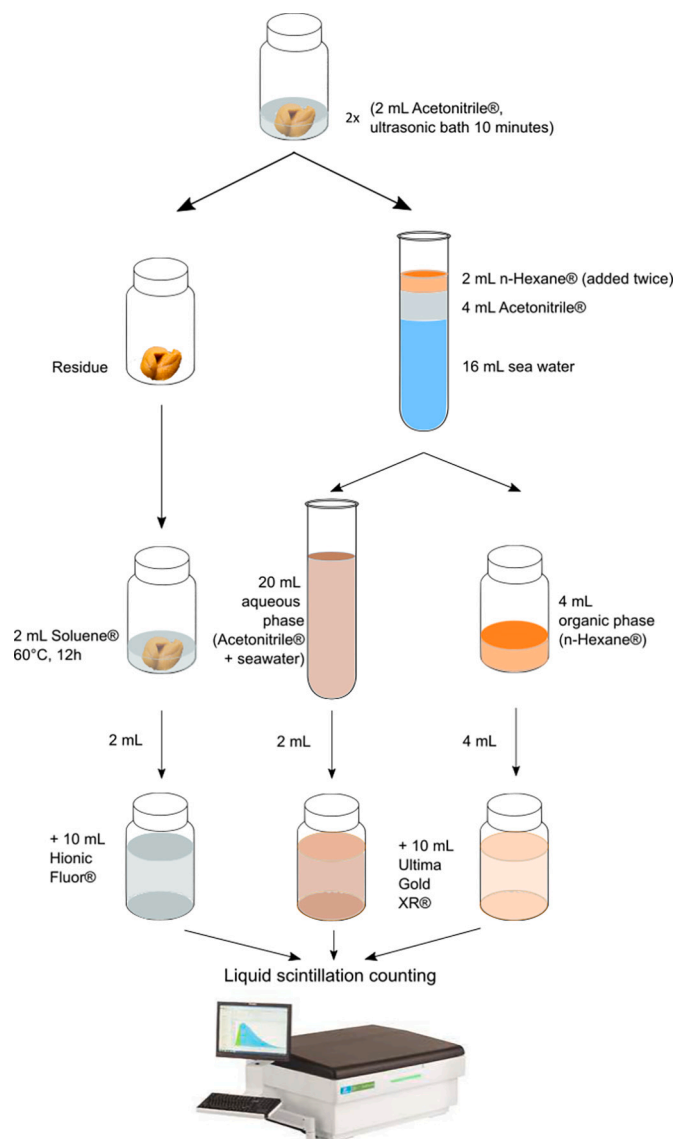 2x (2 mL Acetonitrile®,
ultrasonic bath 10 minutes)
2 mL n-Hexane® (added twice)
4 mL Acetonitrile®
16 mL sea water
Residue
2 mL Soluene®
60°C, 12h
20 mL
aqueous
phase
(Acetonitrile®
+ seawater)
4 mL
organic phase
(n-Hexane®)
2 mL
2 mL
4 mL
+ 10 mL
Hionic
Fluor®
+ 10 mL
Ultima
Gold
XR®
Liquid scintillation counting